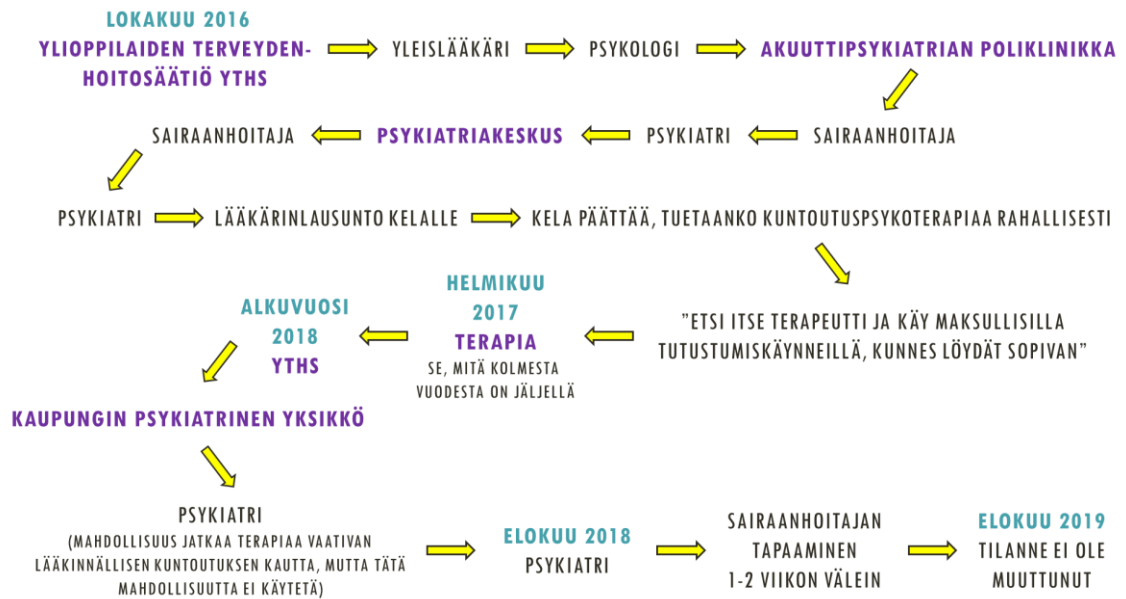 LOKAKUU 2016
YLIOPPILAIDEN TERVEYDEN-
HOITOSÄÄTIÖ YTHS
YLEISLÄÄKÄRI
PSYKOLOGI
AKUUTTIPSYKIATRIAN POLIKLINIKKA
SAIRAANHOITAJA
PSYKIATRI
PSYKIATRIAKESKUS
SAIRAANHOITAJA
PSYKIATRI
LÄÄKÄRINLAUSUNTO KELALLE
KELA PÄÄTTÄÄ, TUETAANKO KUNTOUTUSPSYKOTERAPIAA RAHALLISESTI
"ETSI ITSE TERAPEUTTI JA KÄY MAKSULLISILLA
TUTUSTUMISKÄYNNEILLÄ, KUNNES LÖYDÄT SOPIVAN"
HELMIKUU
2017
TERAPIA
SE, MITÄ KOLMESTA
VUODESTA ON JÄLJELLÄ
ALKUVUOSI
2018
YTHS
KAUPUNGIN PSYKIATRINEN YKSIKKÖ
PSYKIATRI
(MAHDOLLISUUS JATKAA TERAPIAA VAATIVAN
LÄÄKINNÄLLISEN KUNTOUTUKSEN KAUTTA, MUTTA TÄTÄ
MAHDOLLISUUTTA EI KÄYTETÄ)
ELOKUU 2018
PSYKIATRI
SAIRAANHOITAJAN
TAPAAMINEN
1-2 VIIKON VÄLEIN
ELOKUU 2019
TILANNE EI OLE
MUUTTUNUT